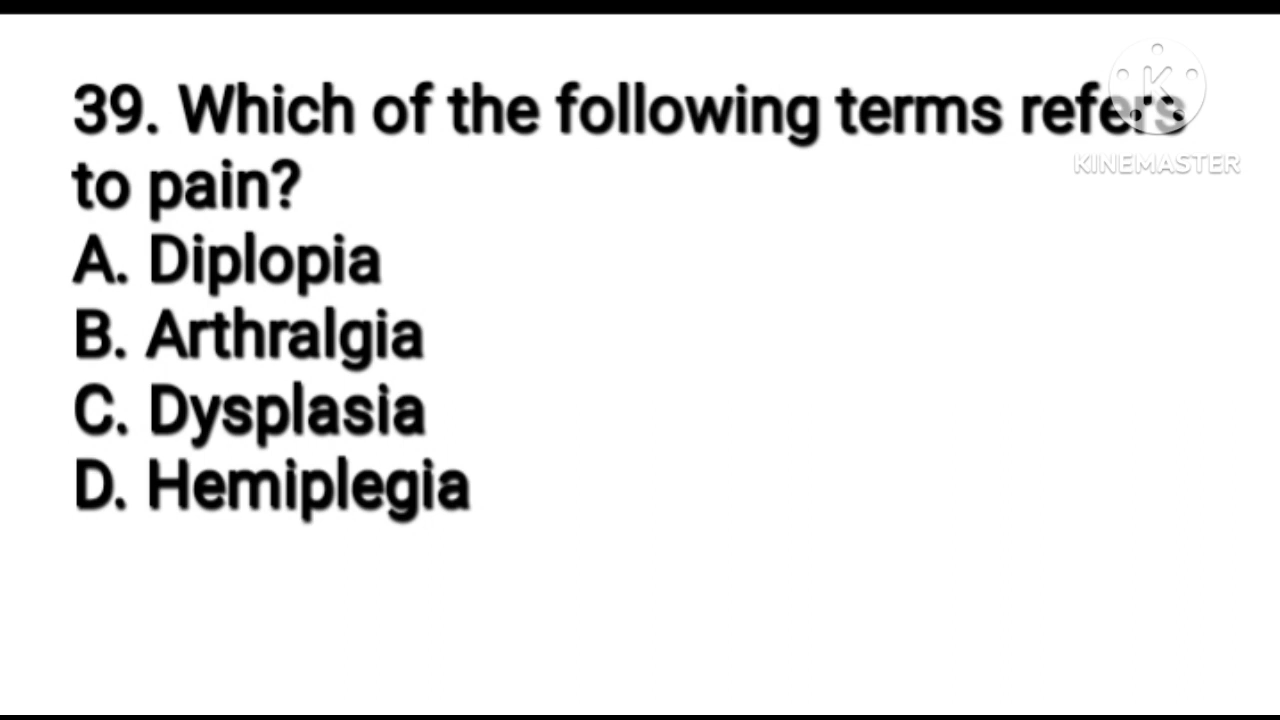 39. Which of the following terms refers
to pain?
A. Diplopia
B. Arthralgia
C. Dysplasia
D. Hemiplegia
K
KINEMASTER